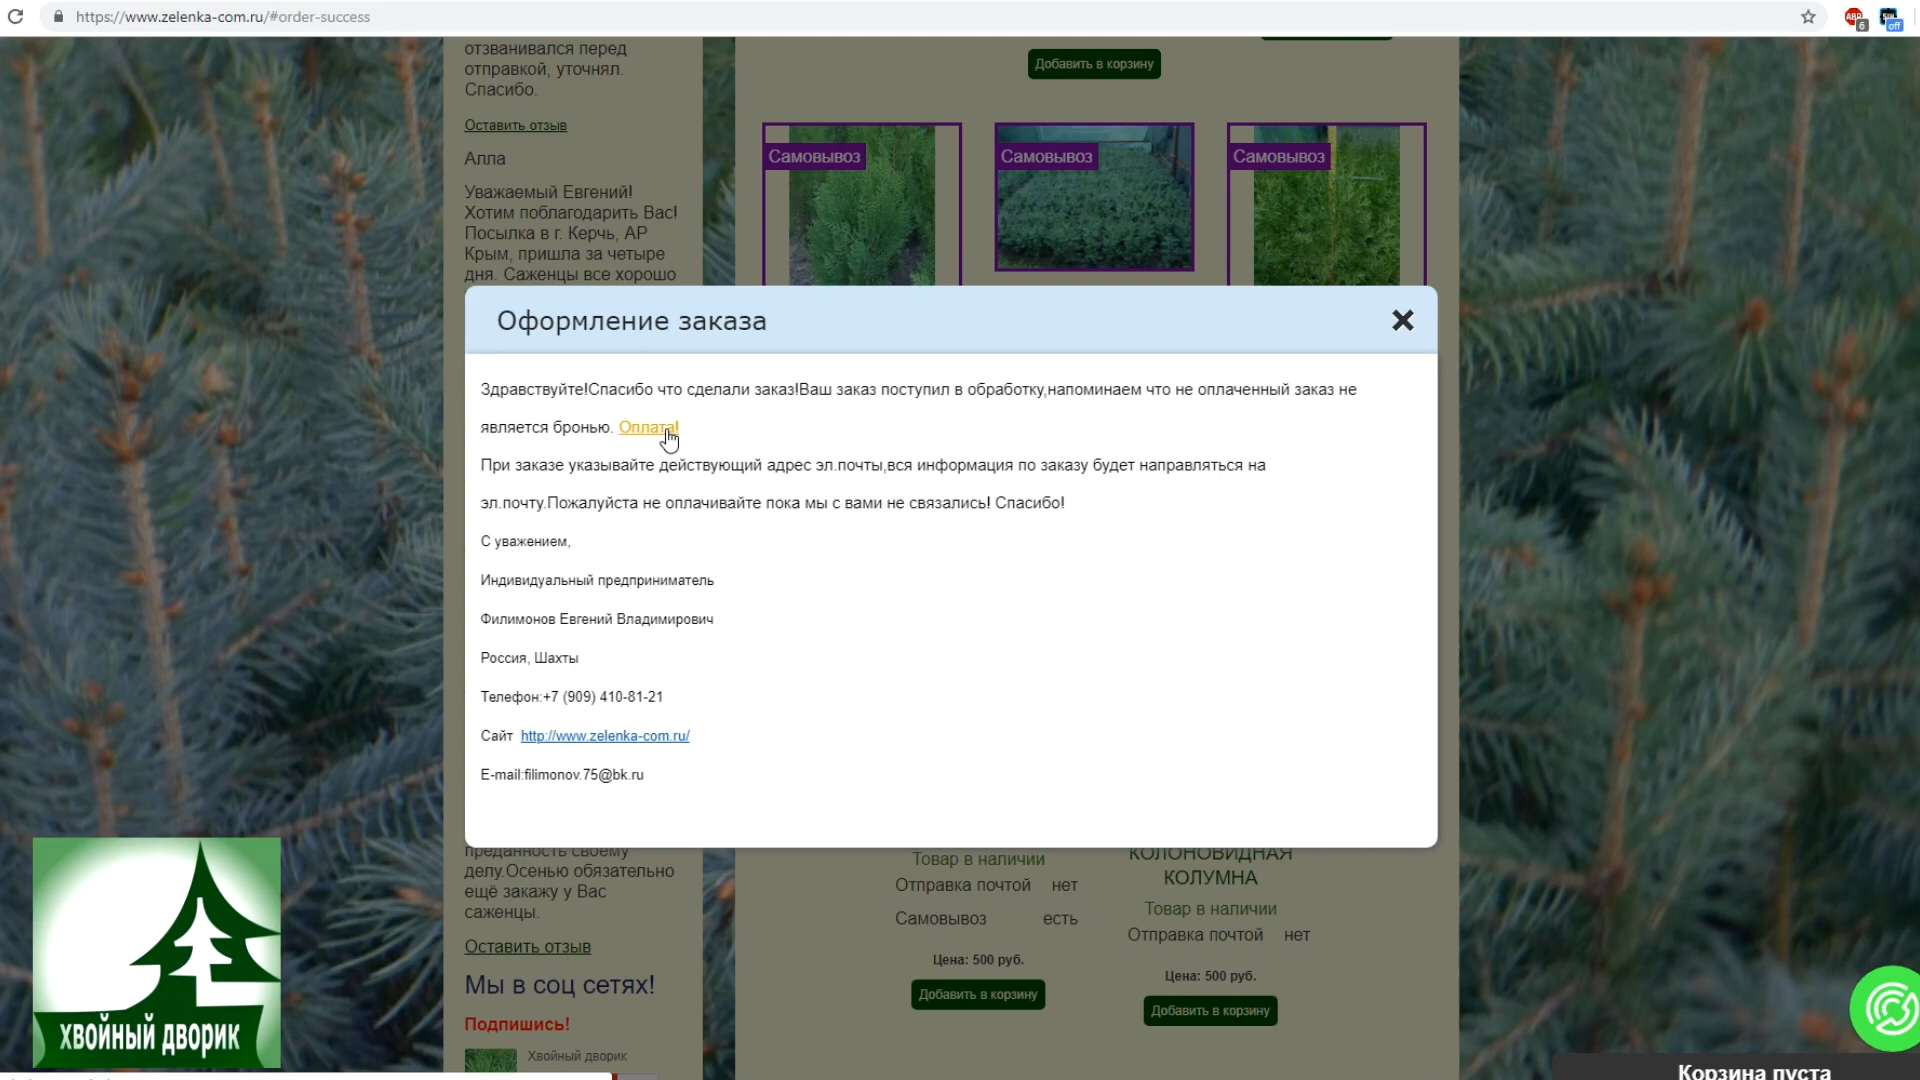 https://www.zelenka-com.ru/#order-success
6
off
отзванивался перед
отправкой, уточнял.
Спасибо.
Оставить отзыв
Алла
Уважаемый Евгений!
Хотим поблагодарить Вас!
Посылка в г. Керчь, АР
Крым, пришла за четыре
дня. Саженцы все хорошо
Добавить в корзину
Самовывоз
Самовывоз
Самовывоз
Оформление заказа
Здравствуйте!Спасибо что сделали заказ!Ваш заказ поступил в обработку,напоминаем что не оплаченный заказ не
является бронью. Оплата!
При заказе указывайте действующий адрес эл.почты,вся информация по заказу будет направляться на
эл.почту.Пожалуйста не оплачивайте пока мы с вами не связались! Спасибо!
С уважением,
Индивидуальный предприниматель
Филимонов Евгений Владимирович
Россия, Шахты
Телефон:+7 (909) 410-81-21
Сайт http://www.zelenka-com.ru/
E-mail:filimonov.75@bk.ru
преданность своему
делу.Осенью обязательно
ещё закажу у Вас
саженцы.
Оставить отзыв
Мы в соц сетях!
Подпишись!
Хвойный дворик
Товар в наличии
Отправка почтой нет
Самовывоз есть
Цена: 500 руб.
Добавить в корзину
КОЛОНОВИДНАЯ
КОЛУМНА
Товар в наличии
Отправка почтой нет
Цена: 500 руб.
Добавить в корзину
ХВОЙНЫЙ ДВОРИК
Корзина пуста